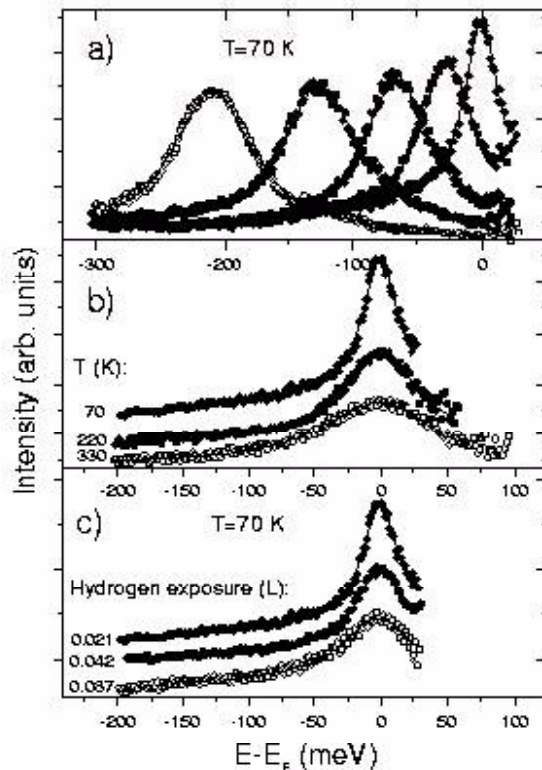 a)
T=70 K
-300 -200 -100 0
Intensity (arb. units)
b)
T (K):
70
220
330
-200 -150 -100 -50 0 50 100
c)
T=70 K
Hydrogen exposure (L):
0.021
0.042
0.087
-200 -150 -100 -50 0 50 100
E-E_F (meV)